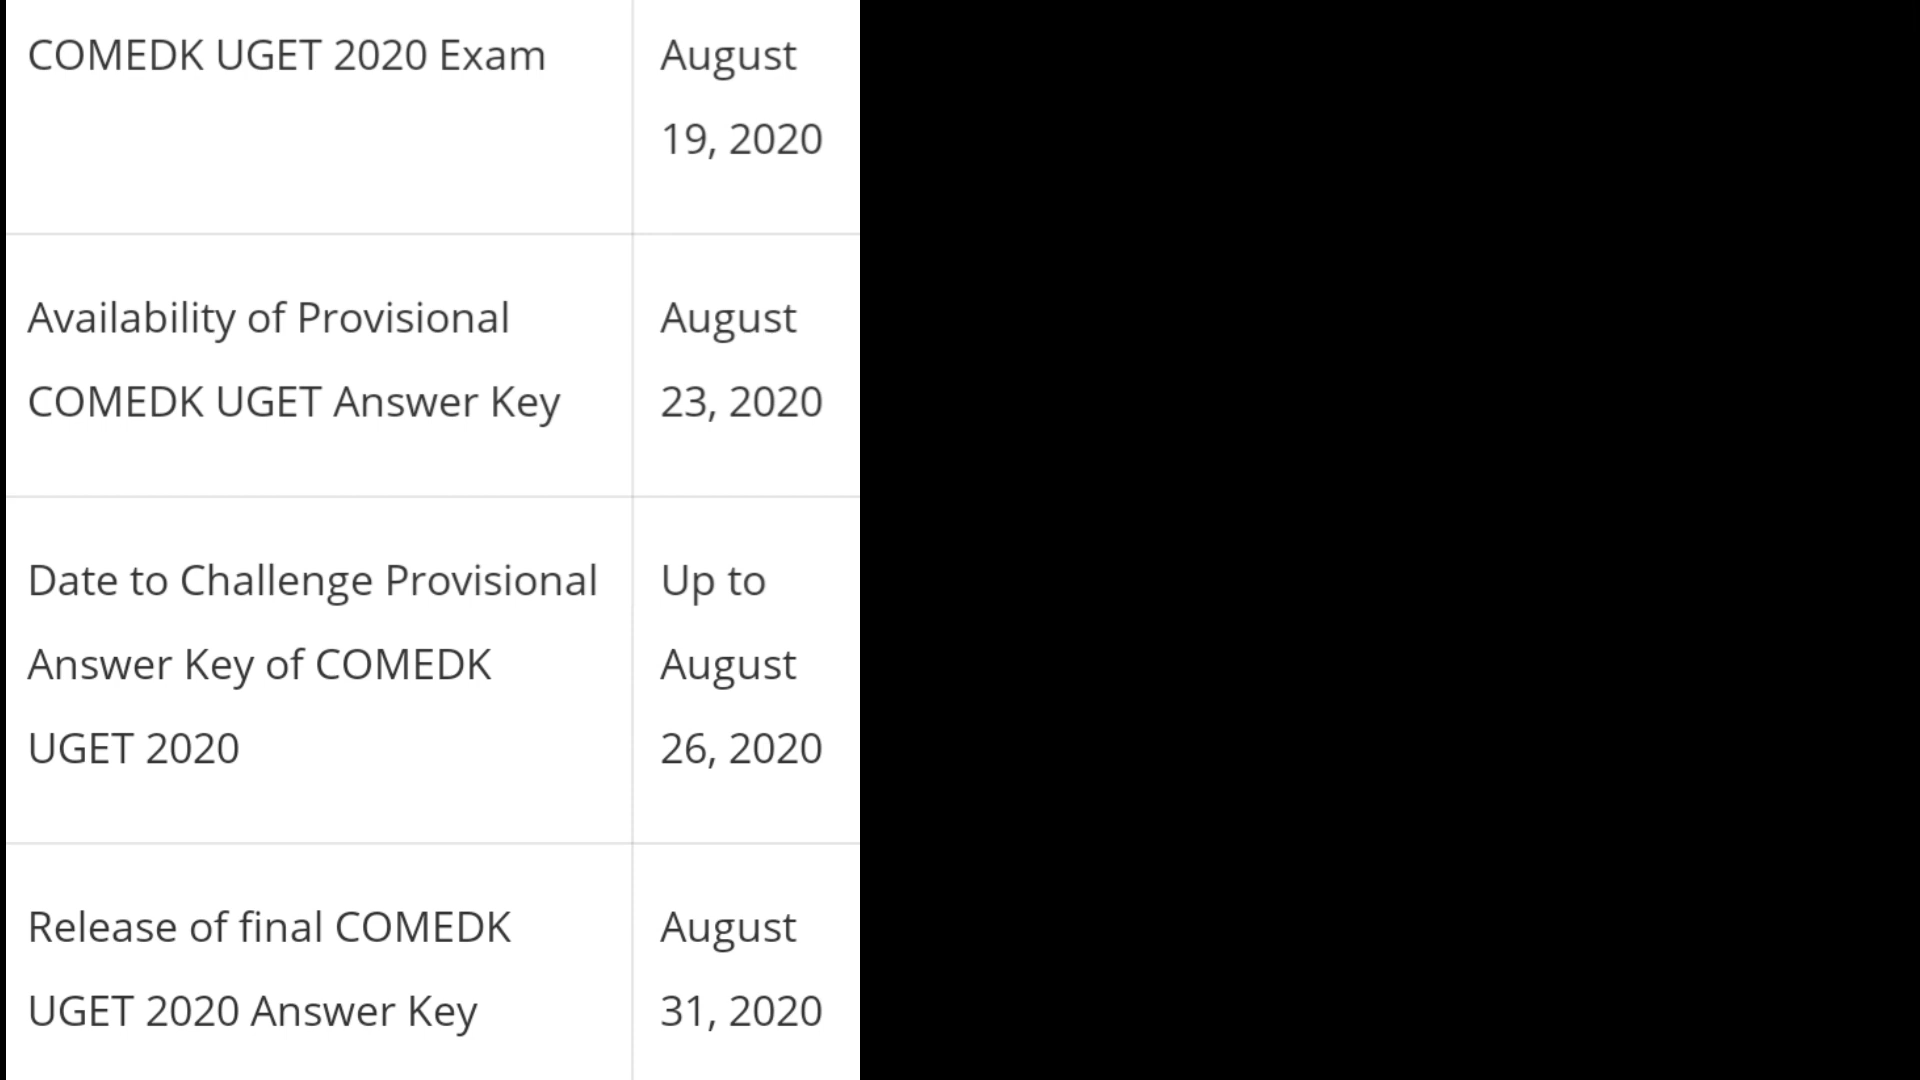 COMEDK UGET 2020 Exam
August
19, 2020
Availability of Provisional
COMEDK UGET Answer Key
August
23, 2020
Date to Challenge Provisional
Answer Key of COMEDK
UGET 2020
Up to
August
26, 2020
Release of final COMEDK
UGET 2020 Answer Key
August
31, 2020